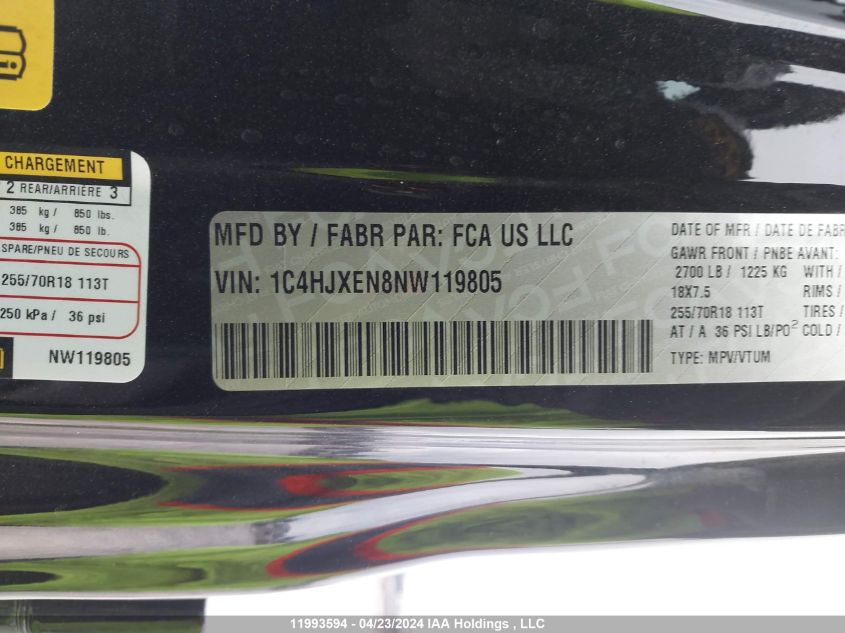 CHARGEMENT
2 REAR/ARRIÈRE 3
385 kg / 850 lbs.
385 kg / 850 lb.
SPARE/PNEU DE SECOURS
255/70R18 113T
250 kPa / 36 psi
NW119805
MFD BY / FABR PAR: FCA US LLC
VIN: 1C4HJXEN8NW119805
DATE OF MFR / DATE DE FABR
GAWR FRONT / PNBE AVANT:
2700 LB / 1225 KG WITH /
18X7.5 RIMS /
255/70R18 113T TIRES /
AT / A 36 PSI LB/PO2 COLD /
TYPE: MPV/VTUM
11993594 - 04/23/2024 IAA Holdings , LLC